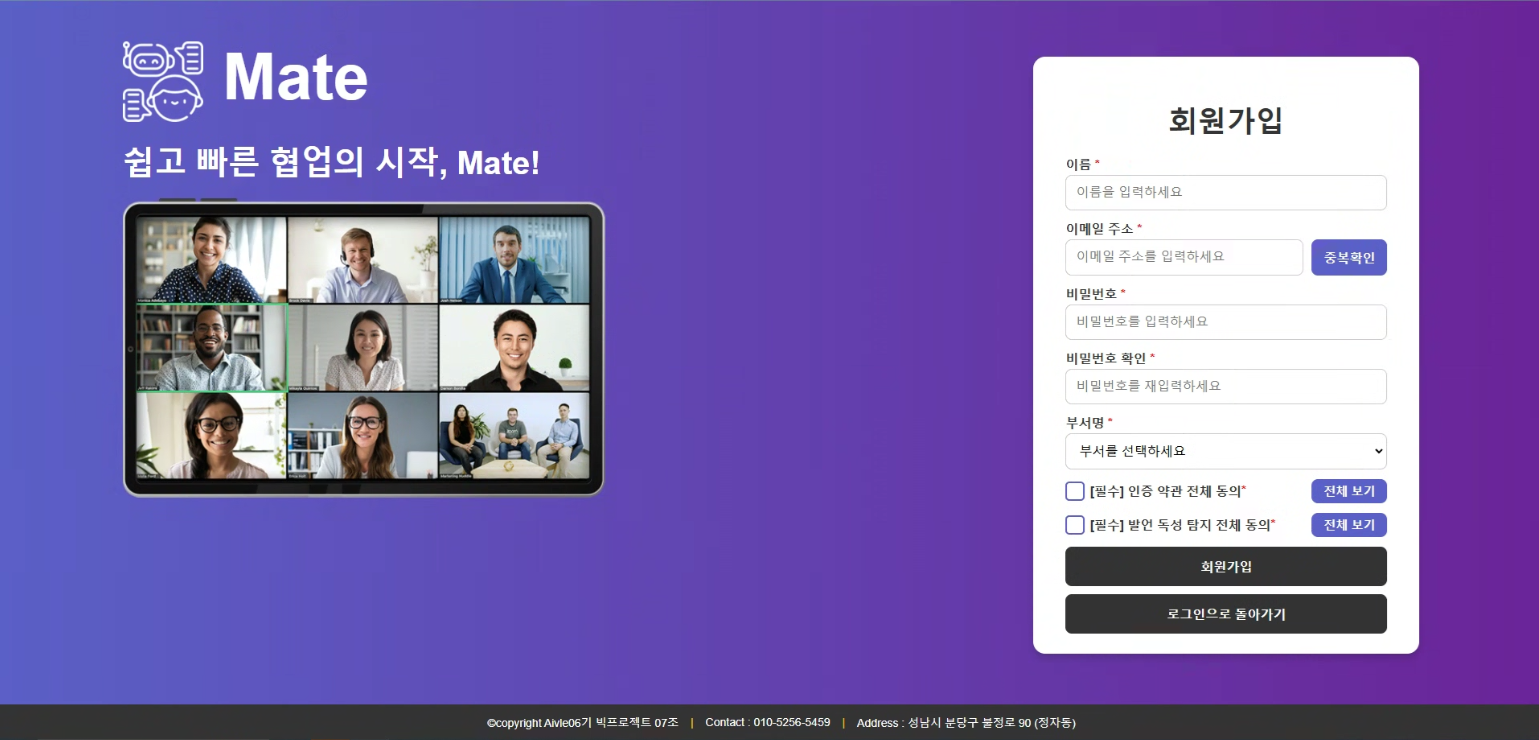 Mate
쉽고 빠른 협업의 시작, Mate!
회원가입
이름 *
이름을 입력하세요
이메일 주소 *
이메일 주소를 입력하세요
중복확인
비밀번호 *
비밀번호를 입력하세요
비밀번호 확인 *
비밀번호를 재입력하세요
부서명 *
부서를 선택하세요
[필수] 인증 약관 전체 동의*
전체 보기
[필수] 발언 독성 탐지 전체 동의*
전체 보기
회원가입
로그인으로 돌아가기
©copyright Aivle06기 빅프로젝트 07조 | Contact : 010-5256-5459 | Address : 성남시 분당구 불정로 90 (정자동)